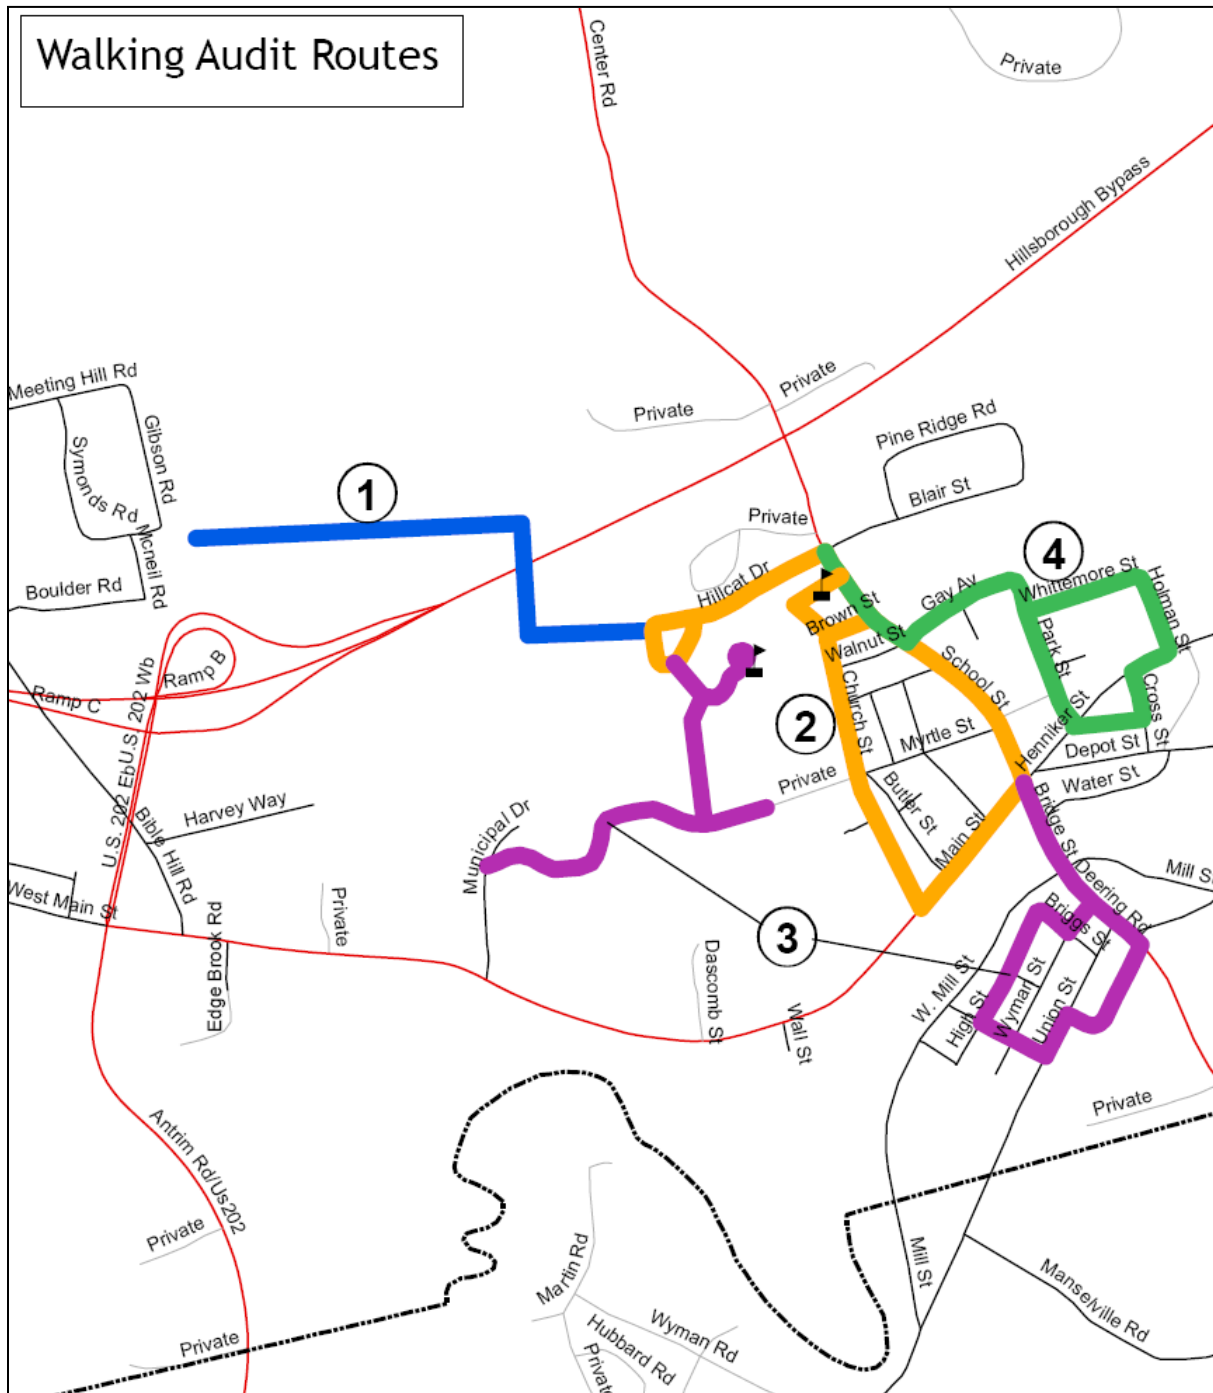 Walking Audit Routes
Center Rd
Private
Hillsborough Bypass
Meeting Hill Rd
Private
Private
Gibson Rd
Symonds Rd
Pine Ridge Rd
Blair St
1
Private
Mcneil Rd
4
Boulder Rd
Hillcat Dr
Brown St
Gay Av
Whittemore St
Holman St
Walnut St
Park St
School St
Ramp B
Ramp C
U.S. 202 Wb
Church St
2
Cross St
Henniker St
Myrtle St
Depot St
Private
Water St
U.S. 202 Eb
Harvey Way
Butler St
Bible Hill Rd
Municipal Dr
Main St
Bridge St
Mill St
Deering Rd
West Main St
Private
Edge Brook Rd
3
Briggs St
Dascomb St
W. Mill St
High St
Wyman St
Union St
Wall St
Private
Antrim Rd/Us202
Private
Mill St
Martin Rd
Manselville Rd
Private
Wyman Rd
Hubbard Rd
Private